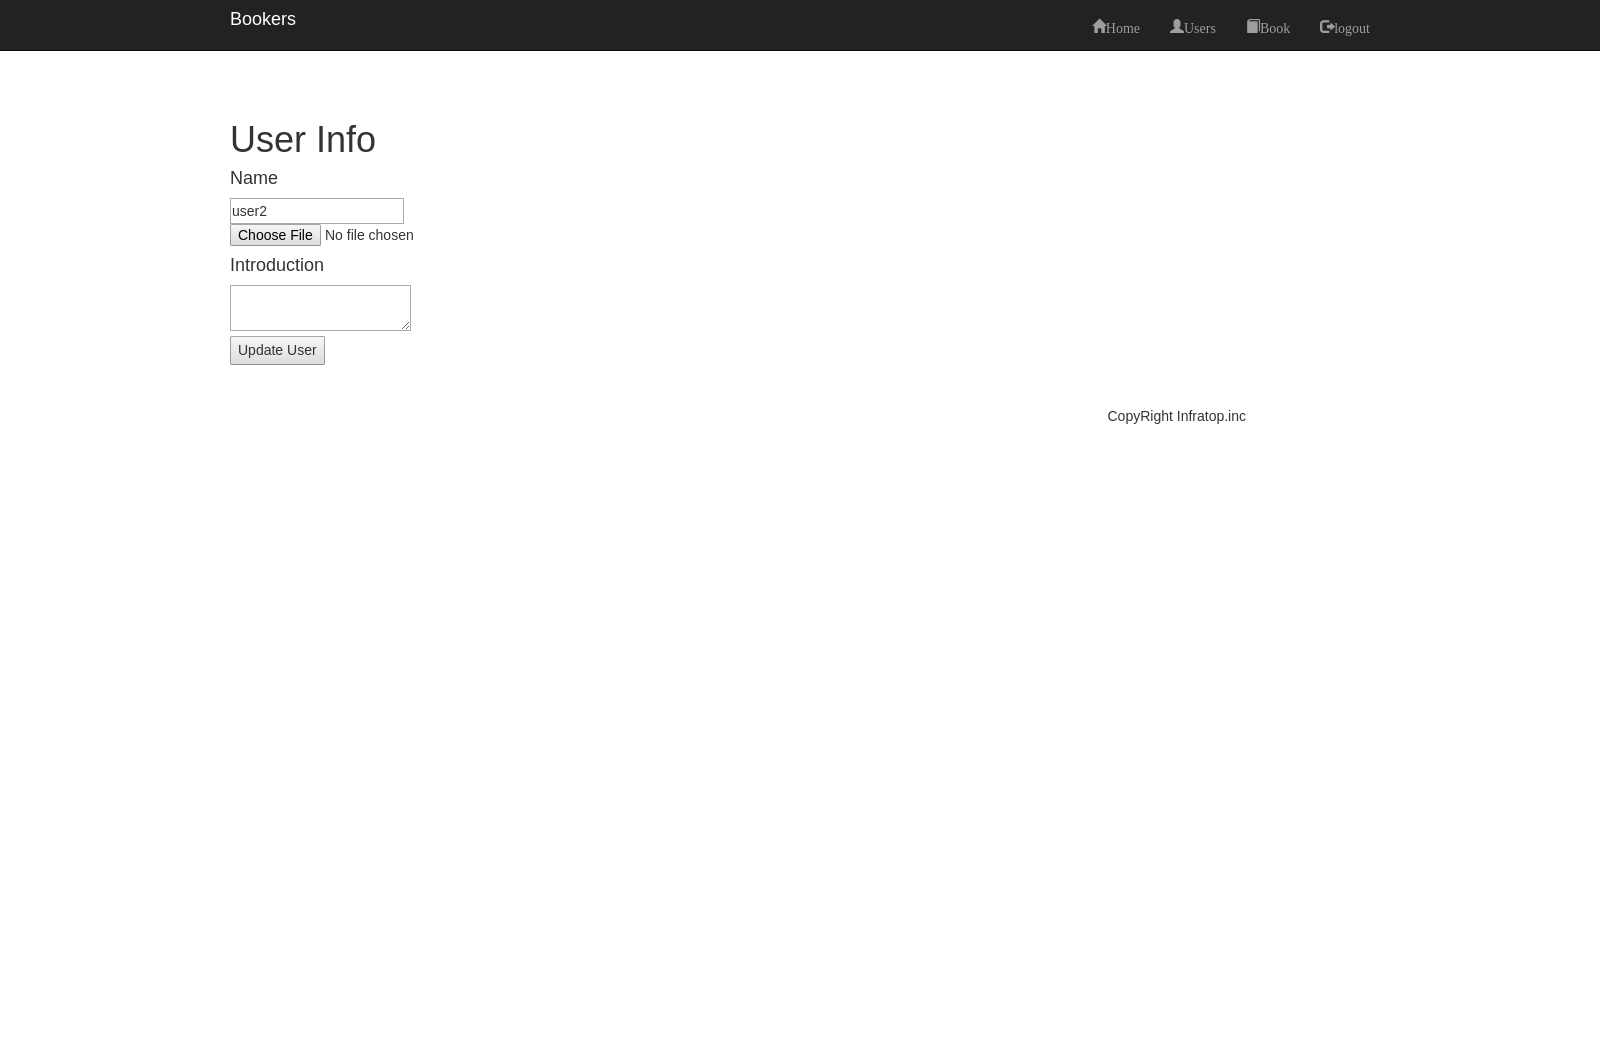 Bookers
Home Users Book logout
User Info
Name
user2
Choose File No file chosen
Introduction
Update User
CopyRight Infratop.inc